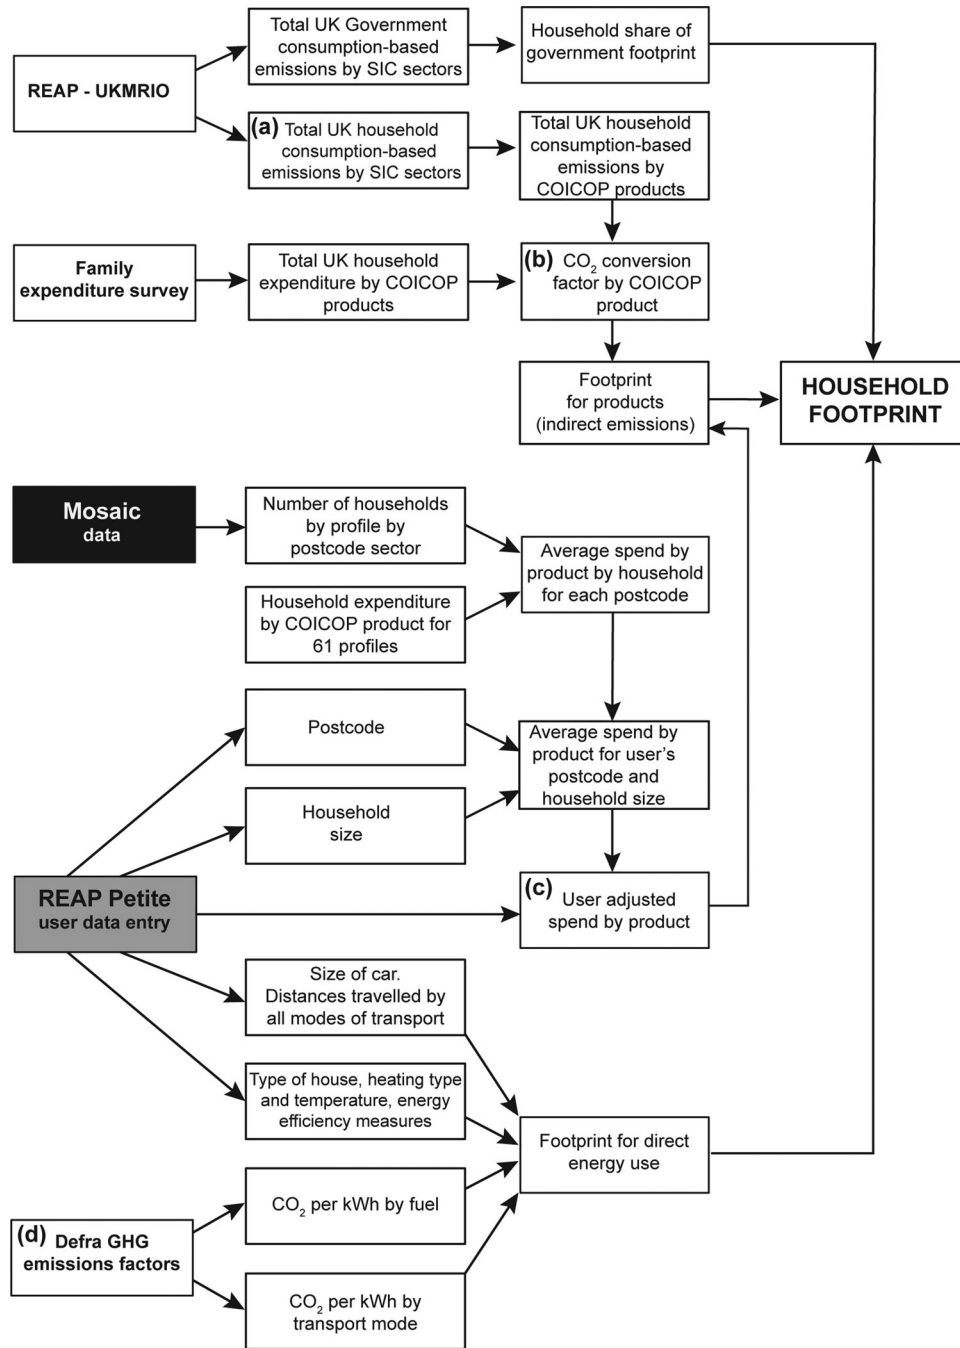 Total UK Government
consumption-based
emissions by SIC sectors
Household share of
government footprint
REAP - UKMRIO
(a) Total UK household
consumption-based
emissions by SIC sectors
Total UK household
consumption-based
emissions by
COICOP products
Family
expenditure survey
Total UK household
expenditure by COICOP
products
(b) CO2 conversion
factor by COICOP
product
Footprint
for products
(indirect emissions)
HOUSEHOLD
FOOTPRINT
Mosaic
data
Number of households
by profile by
postcode sector
Household expenditure
by COICOP product for
61 profiles
Average spend by
product by household
for each postcode
Postcode
Household
size
Average spend by
product for user's
postcode and
household size
REAP Petite
user data entry
(c) User adjusted
spend by product
Size of car.
Distances travelled by
all modes of transport
Type of house, heating type
and temperature, energy
efficiency measures
Footprint for direct
energy use
(d) Defra GHG
emissions factors
CO2 per kWh by fuel
CO2 per kWh by
transport mode